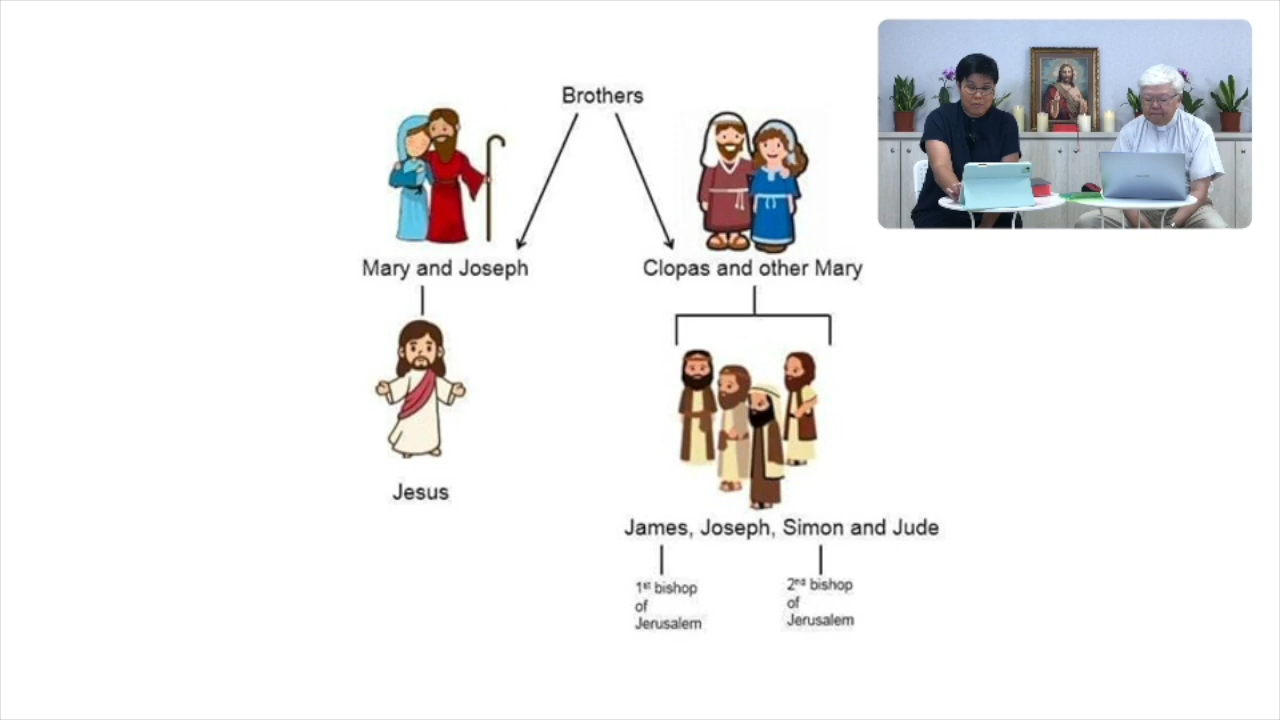 Brothers
Mary and Joseph
Clopas and other Mary
Jesus
James, Joseph, Simon and Jude
1st bishop
of
Jerusalem
2nd bishop
of
Jerusalem